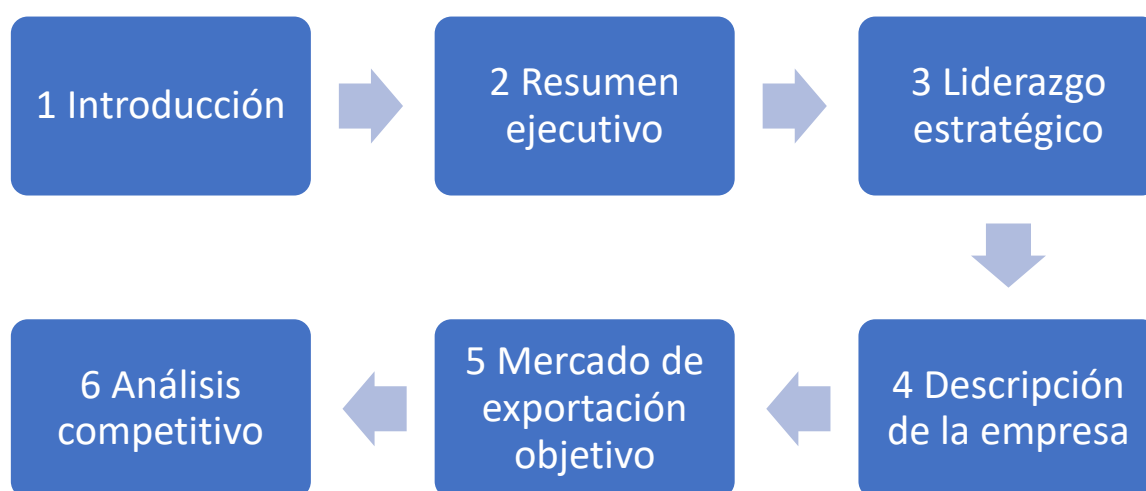 1 Introducción
2 Resumen
ejecutivo
3 Liderazgo
estratégico
4 Descripción
de la empresa
5 Mercado de
exportación
objetivo
6 Análisis
competitivo